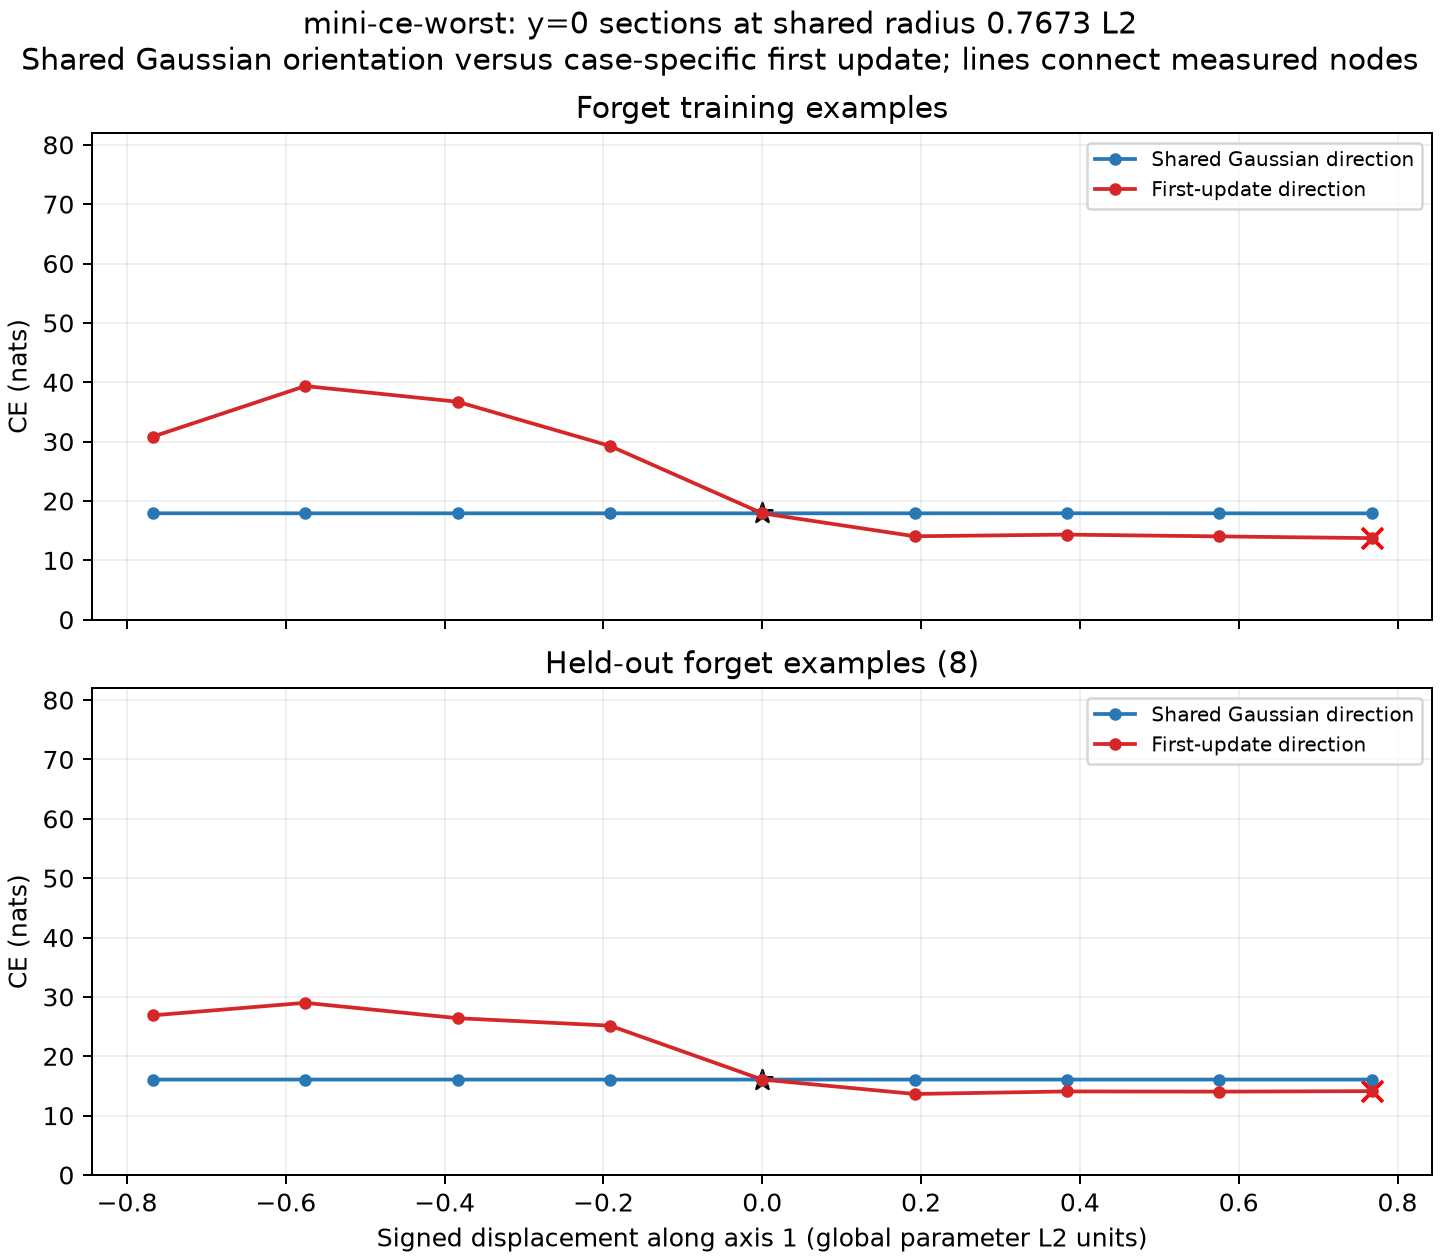 mini-ce-worst: y=0 sections at shared radius 0.7673 L2
Shared Gaussian orientation versus case-specific first update; lines connect measured nodes
Forget training examples
80
70
60
50
40
30
20
10
0
CE (nats)
Shared Gaussian direction
First-update direction
Held-out forget examples (8)
80
70
60
50
40
30
20
10
0
CE (nats)
Shared Gaussian direction
First-update direction
−0.8 −0.6 −0.4 −0.2 0.0 0.2 0.4 0.6 0.8
Signed displacement along axis 1 (global parameter L2 units)